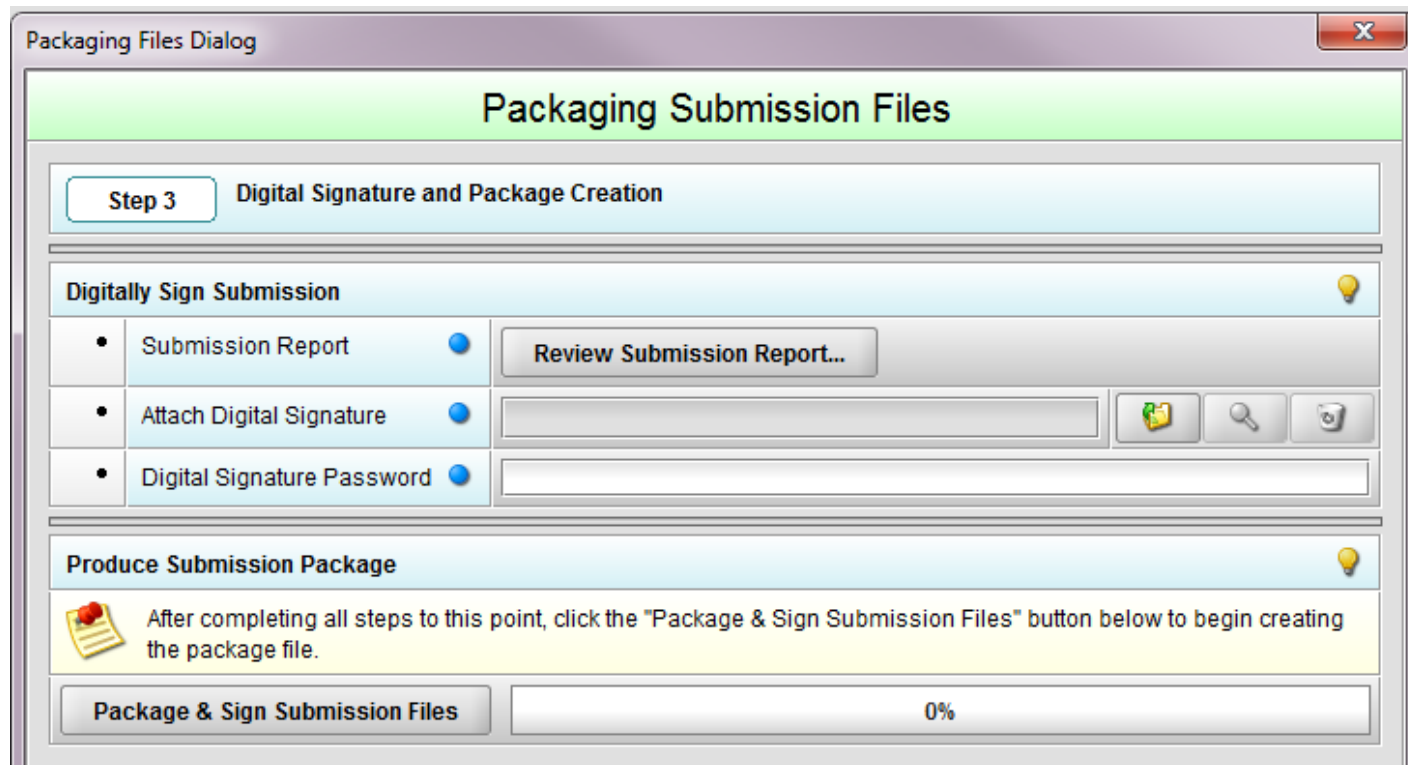 Packaging Files Dialog
Packaging Submission Files
Step 3 Digital Signature and Package Creation
Digitally Sign Submission
• Submission Report Review Submission Report...
• Attach Digital Signature
• Digital Signature Password
Produce Submission Package
After completing all steps to this point, click the "Package & Sign Submission Files" button below to begin creating
the package file.
Package & Sign Submission Files 0%